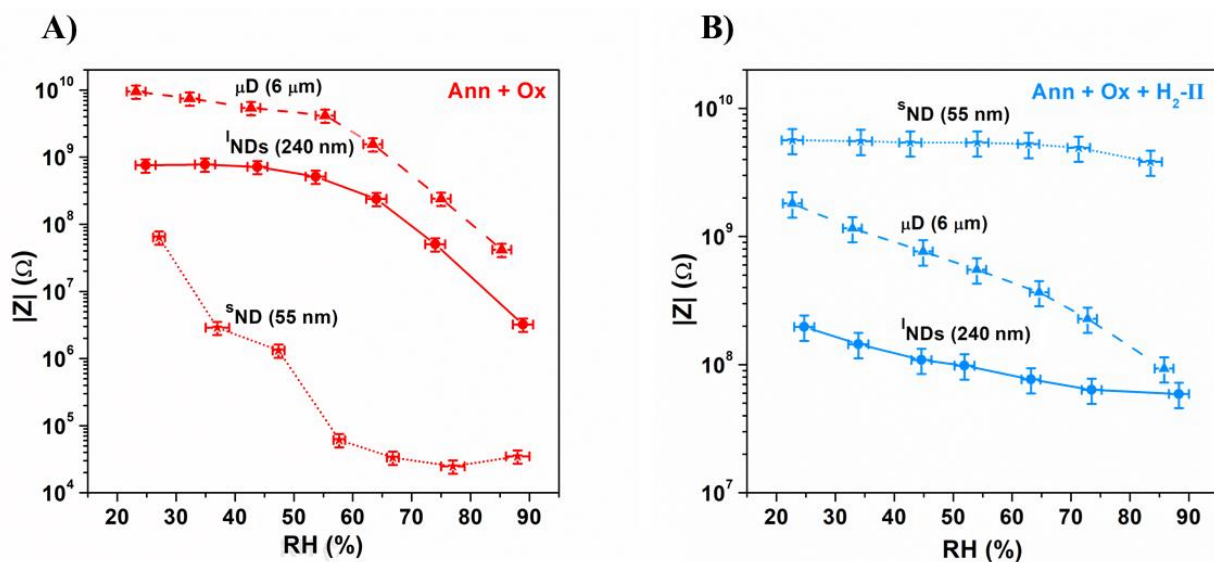 A)
Ann + Ox
μD (6 μm)
ˡNDs (240 nm)
ˢND (55 nm)
|Z| (Ω)
10¹⁰
10⁹
10⁸
10⁷
10⁶
10⁵
10⁴
20 30 40 50 60 70 80 90
RH (%)
B)
Ann + Ox + H₂-II
ˢND (55 nm)
μD (6 μm)
ˡNDs (240 nm)
|Z| (Ω)
10¹⁰
10⁹
10⁸
10⁷
20 30 40 50 60 70 80 90
RH (%)